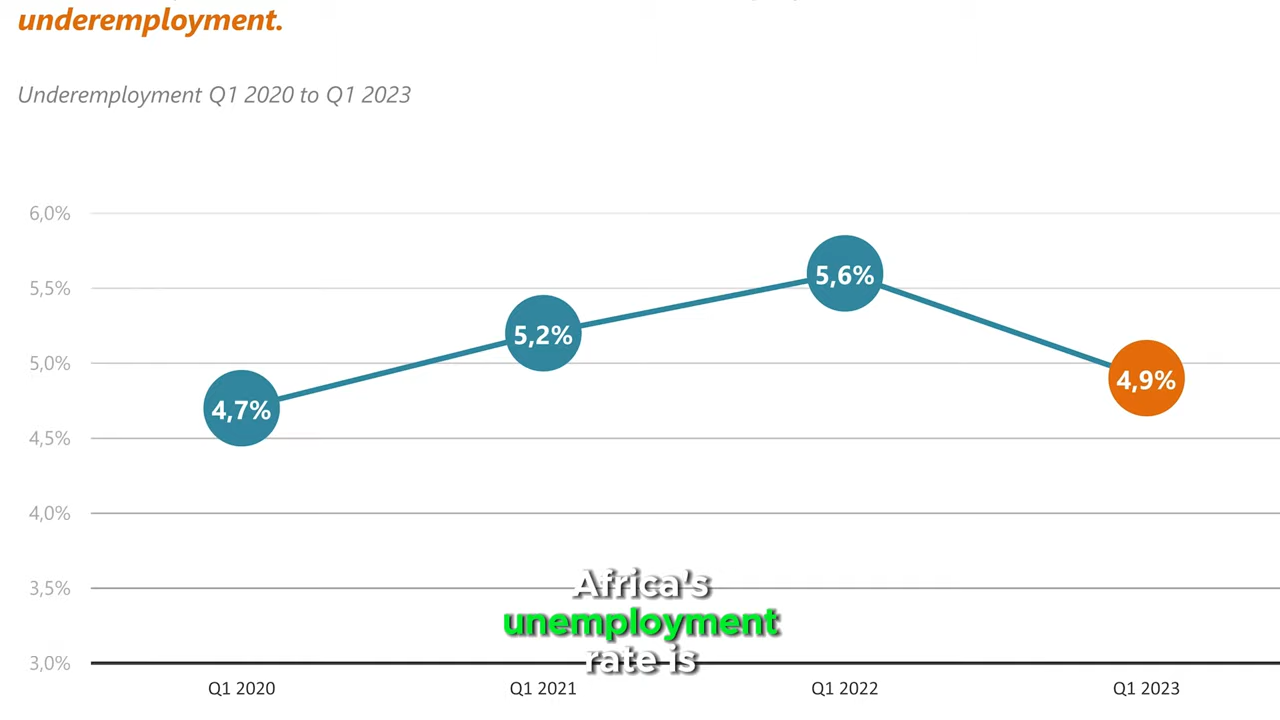 underemployment.
Underemployment Q1 2020 to Q1 2023
6,0%
5,5%
5,0%
4,5%
4,0%
3,5%
3,0%
4,7%
5,2%
5,6%
4,9%
Q1 2020
Q1 2021
Q1 2022
Q1 2023
Africa's
unemployment
rate is